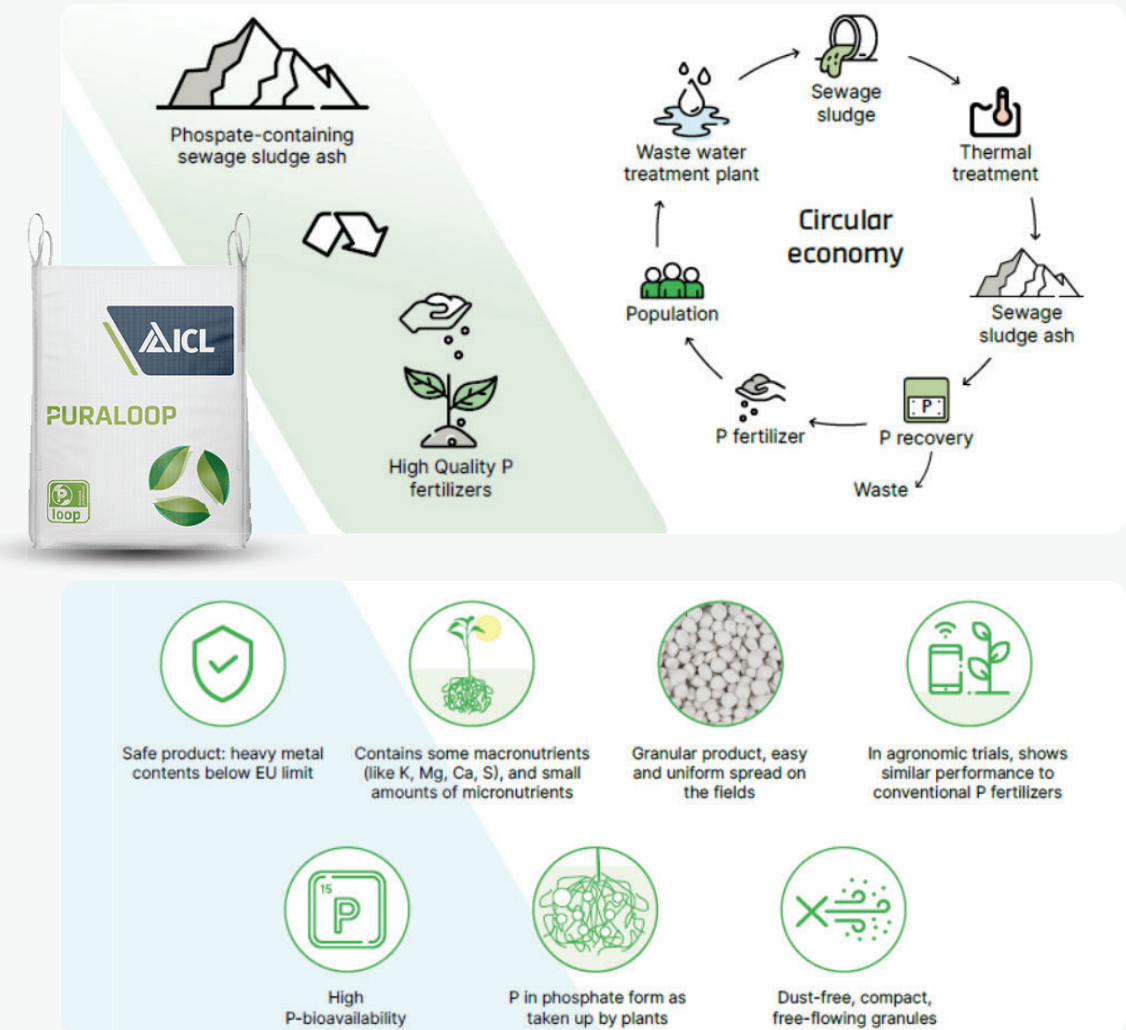 Phospate-containing
sewage sludge ash
High Quality P
fertilizers
AICL
PURALOOP
P
loop
Circular
economy
Sewage
sludge
Thermal
treatment
Sewage
sludge ash
P
P recovery
Waste
P fertilizer
Population
Waste water
treatment plant
Safe product: heavy metal
contents below EU limit
Contains some macronutrients
(like K, Mg, Ca, S), and small
amounts of micronutrients
Granular product, easy
and uniform spread on
the fields
In agronomic trials, shows
similar performance to
conventional P fertilizers
15
P
High
P-bioavailability
P in phosphate form as
taken up by plants
Dust-free, compact,
free-flowing granules